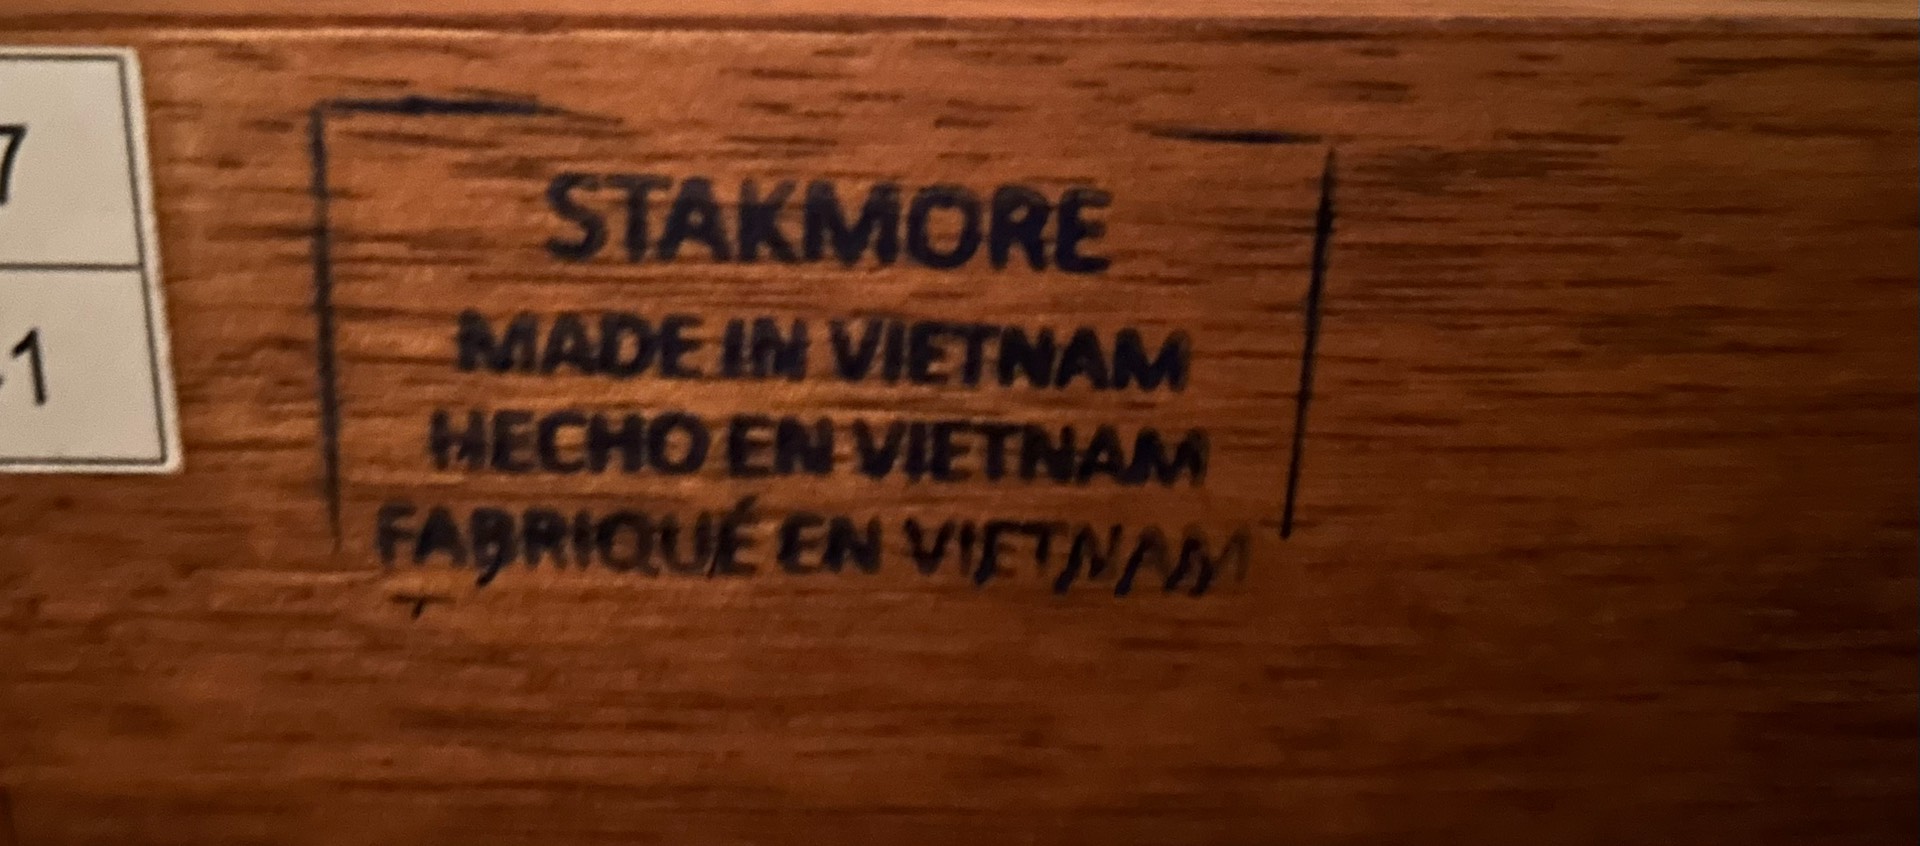 7
-1
STAKMORE
MADE IN VIETNAM
HECHO EN VIETNAM
FABRIQUÉ EN VIETNAM